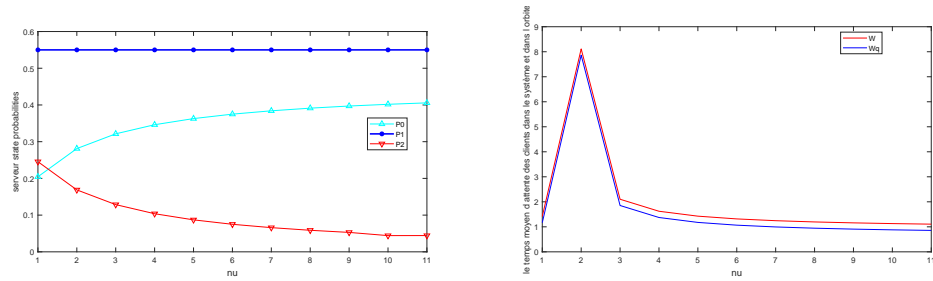 serveur state probabilities
0.6
0.5
0.4
0.3
0.2
0.1
0
1 2 3 4 5 6 7 8 9 10 11
nu
P0
P1
P2
le temps moyen d attente des clients dans le système et dans l orbite
9
8
7
6
5
4
3
2
1
0
1 2 3 4 5 6 7 8 9 10 11
nu
W
Wq